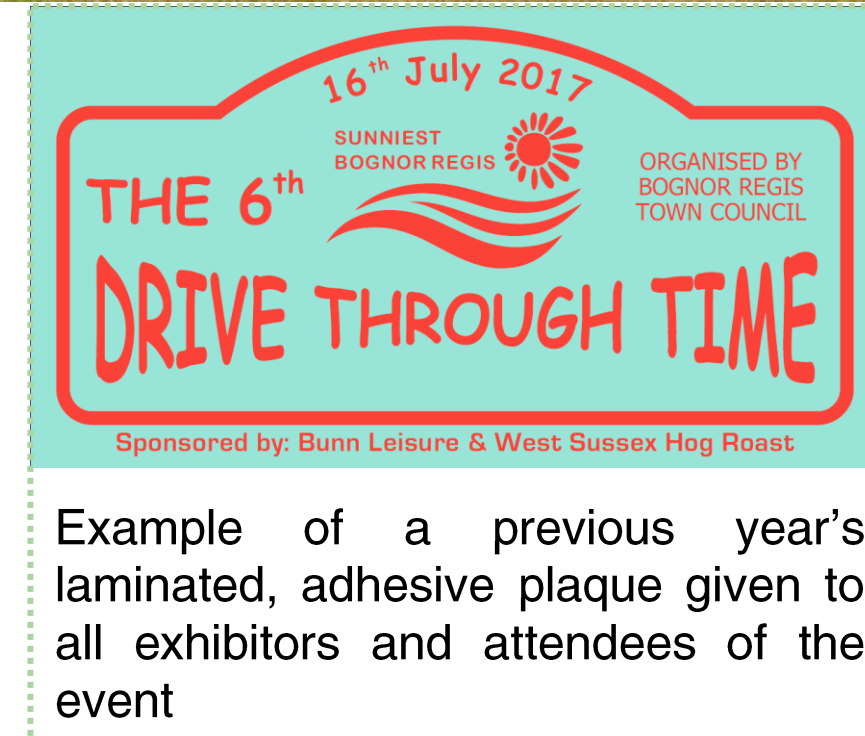 16th July 2017
SUNNIEST
BOGNOR REGIS
ORGANISED BY
BOGNOR REGIS
TOWN COUNCIL
THE 6th
DRIVE THROUGH TIME
Sponsored by: Bunn Leisure & West Sussex Hog Roast
Example of a previous year’s
laminated, adhesive plaque given to
all exhibitors and attendees of the
event